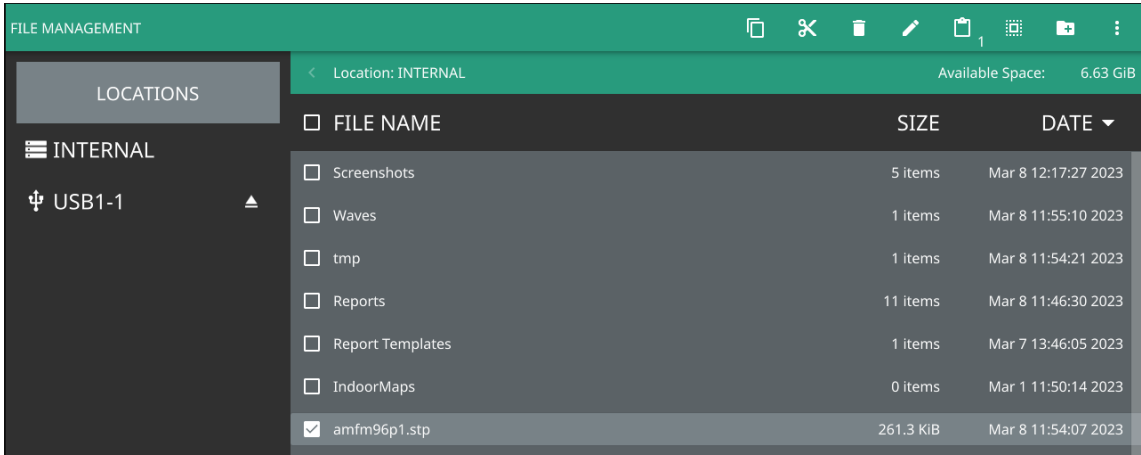 FILE MANAGEMENT
1
LOCATIONS
INTERNAL
USB1-1
Location: INTERNAL Available Space: 6.63 GiB
FILE NAME SIZE DATE
Screenshots 5 items Mar 8 12:17:27 2023
Waves 1 items Mar 8 11:55:10 2023
tmp 1 items Mar 8 11:54:21 2023
Reports 11 items Mar 8 11:46:30 2023
Report Templates 1 items Mar 7 13:46:05 2023
IndoorMaps 0 items Mar 1 11:50:14 2023
amfm96p1.stp 261.3 KiB Mar 8 11:54:07 2023